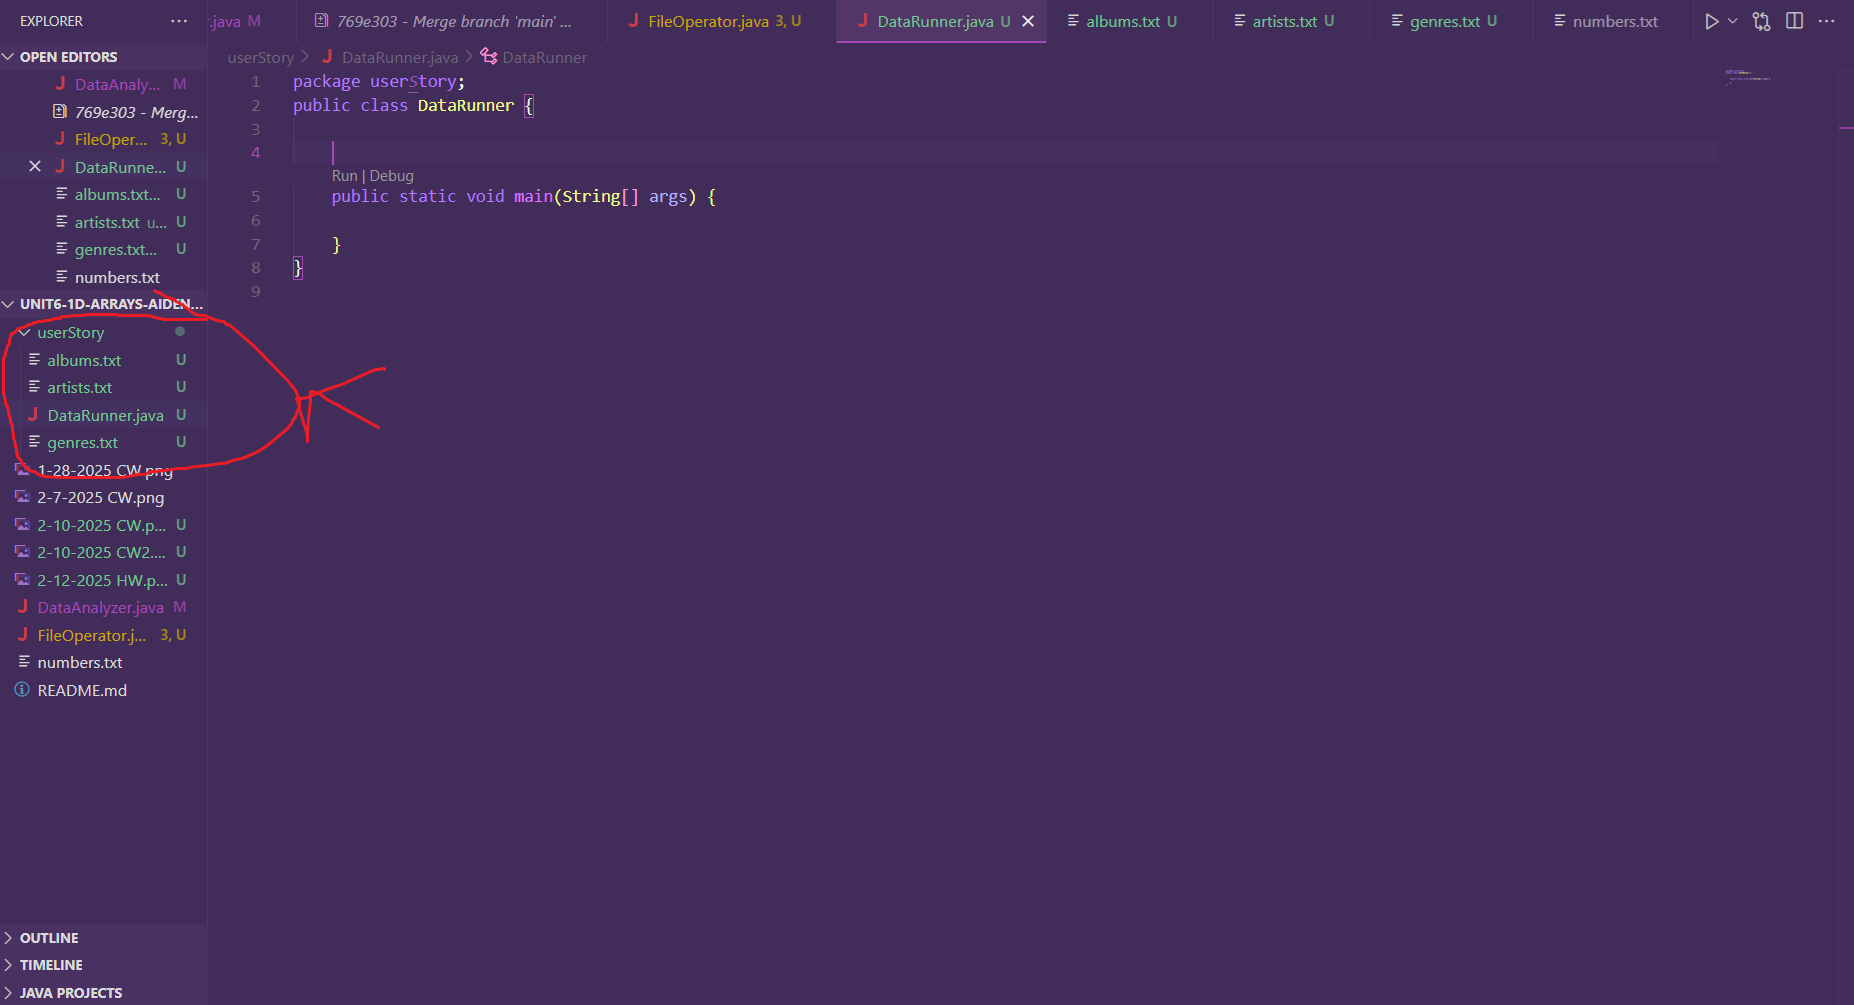 EXPLORER
r.java M
769e303 - Merge branch 'main' ...
FileOperator.java 3, U
DataRunner.java U
albums.txt U
artists.txt U
genres.txt U
numbers.txt
OPEN EDITORS
DataAnaly... M
769e303 - Merg...
FileOper... 3, U
DataRunne... U
albums.txt... U
artists.txt u... U
genres.txt... U
numbers.txt
UNIT6-1D-ARRAYS-AIDEN...
userStory
albums.txt U
artists.txt U
DataRunner.java U
genres.txt U
1-28-2025 CW.png
2-7-2025 CW.png
2-10-2025 CW.p... U
2-10-2025 CW2.... U
2-12-2025 HW.p... U
DataAnalyzer.java M
FileOperator.j... 3, U
numbers.txt
README.md
OUTLINE
TIMELINE
JAVA PROJECTS
userStory > DataRunner.java > DataRunner
1 package userStory;
2 public class DataRunner {
3
4
Run | Debug
5 public static void main(String[] args) {
6
7 }
8 }
9